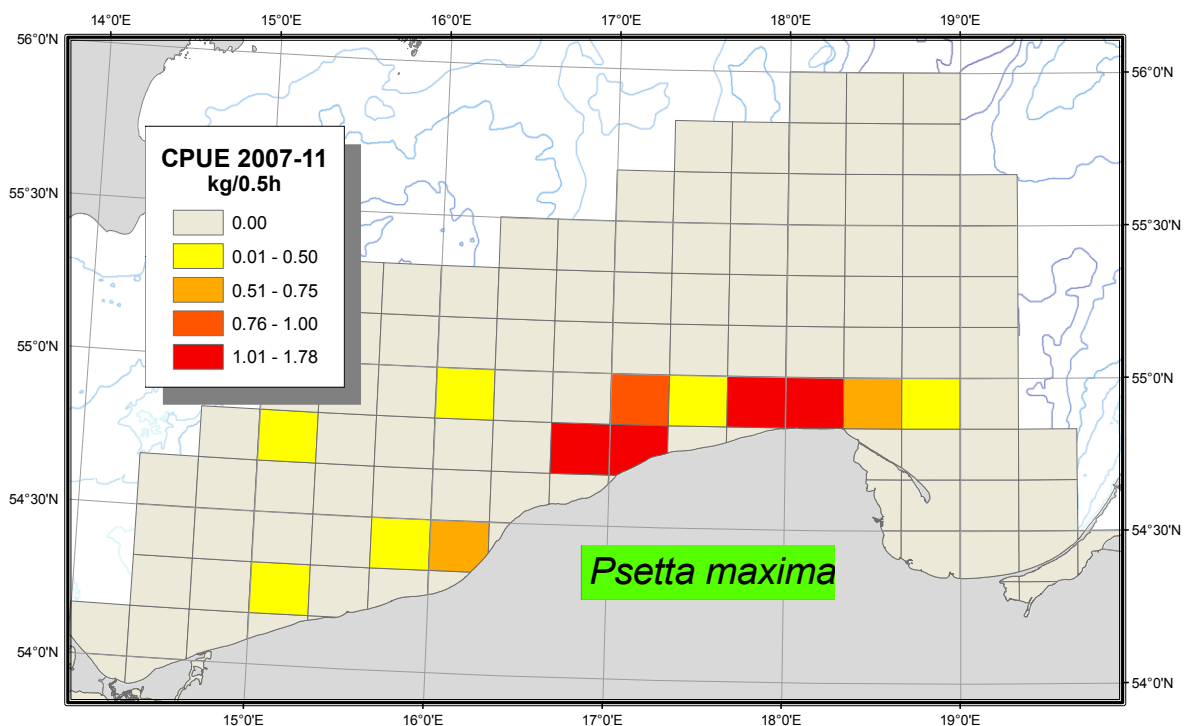 14°0'E 15°0'E 16°0'E 17°0'E 18°0'E 19°0'E
56°0'N
56°0'N
CPUE 2007-11
kg/0.5h
0.00
0.01 - 0.50
0.51 - 0.75
0.76 - 1.00
1.01 - 1.78
55°30'N
55°30'N
55°0'N
55°0'N
54°30'N
54°30'N
Psetta maxima
54°0'N
54°0'N
15°0'E 16°0'E 17°0'E 18°0'E 19°0'E